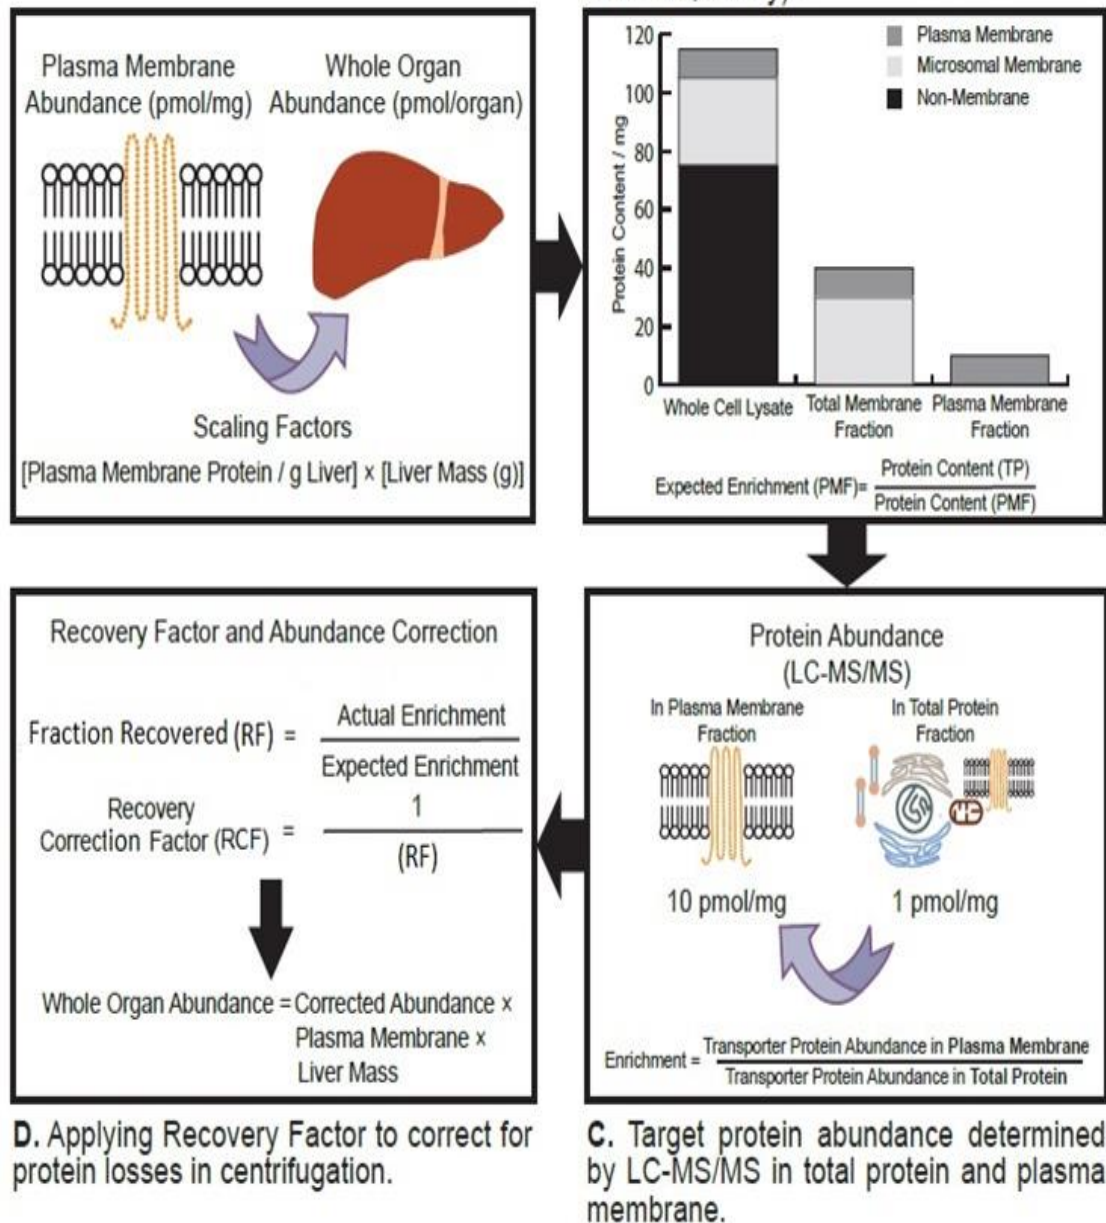 Plasma Membrane
Abundance (pmol/mg)
Whole Organ
Abundance (pmol/organ)
Scaling Factors
[Plasma Membrane Protein / g Liver] × [Liver Mass (g)]
Protein Content / mg
120
100
80
60
40
20
0
Plasma Membrane
Microsomal Membrane
Non-Membrane
Whole Cell Lysate
Total Membrane
Fraction
Plasma Membrane
Fraction
Expected Enrichment (PMF)=
Protein Content (TP)
Protein Content (PMF)
Recovery Factor and Abundance Correction
Fraction Recovered (RF) =
Actual Enrichment
Expected Enrichment
Recovery
Correction Factor (RCF) =
1
(RF)
Whole Organ Abundance = Corrected Abundance ×
Plasma Membrane ×
Liver Mass
D. Applying Recovery Factor to correct for
protein losses in centrifugation.
Protein Abundance
(LC-MS/MS)
In Plasma Membrane
Fraction
In Total Protein
Fraction
10 pmol/mg
1 pmol/mg
Enrichment =
Transporter Protein Abundance in Plasma Membrane
Transporter Protein Abundance in Total Protein
C. Target protein abundance determined
by LC-MS/MS in total protein and plasma
membrane.